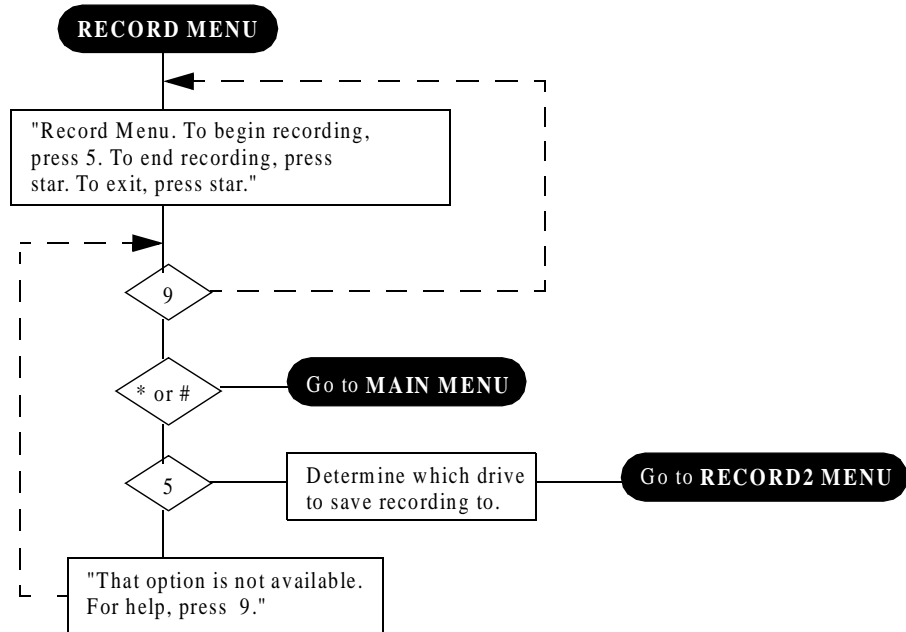 RECORD MENU
"Record Menu. To begin recording,
press 5. To end recording, press
star. To exit, press star."
9
* or #
Go to MAIN MENU
5
Determine which drive
to save recording to.
Go to RECORD2 MENU
"That option is not available.
For help, press 9."